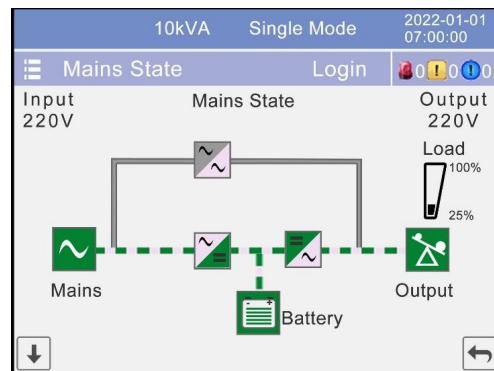 10kVA Single Mode 2022-01-01
07:00:00
Mains State Login 0 0 0
Input Mains State Output
220V 220V
Load
100%
25%
Mains Output
Battery